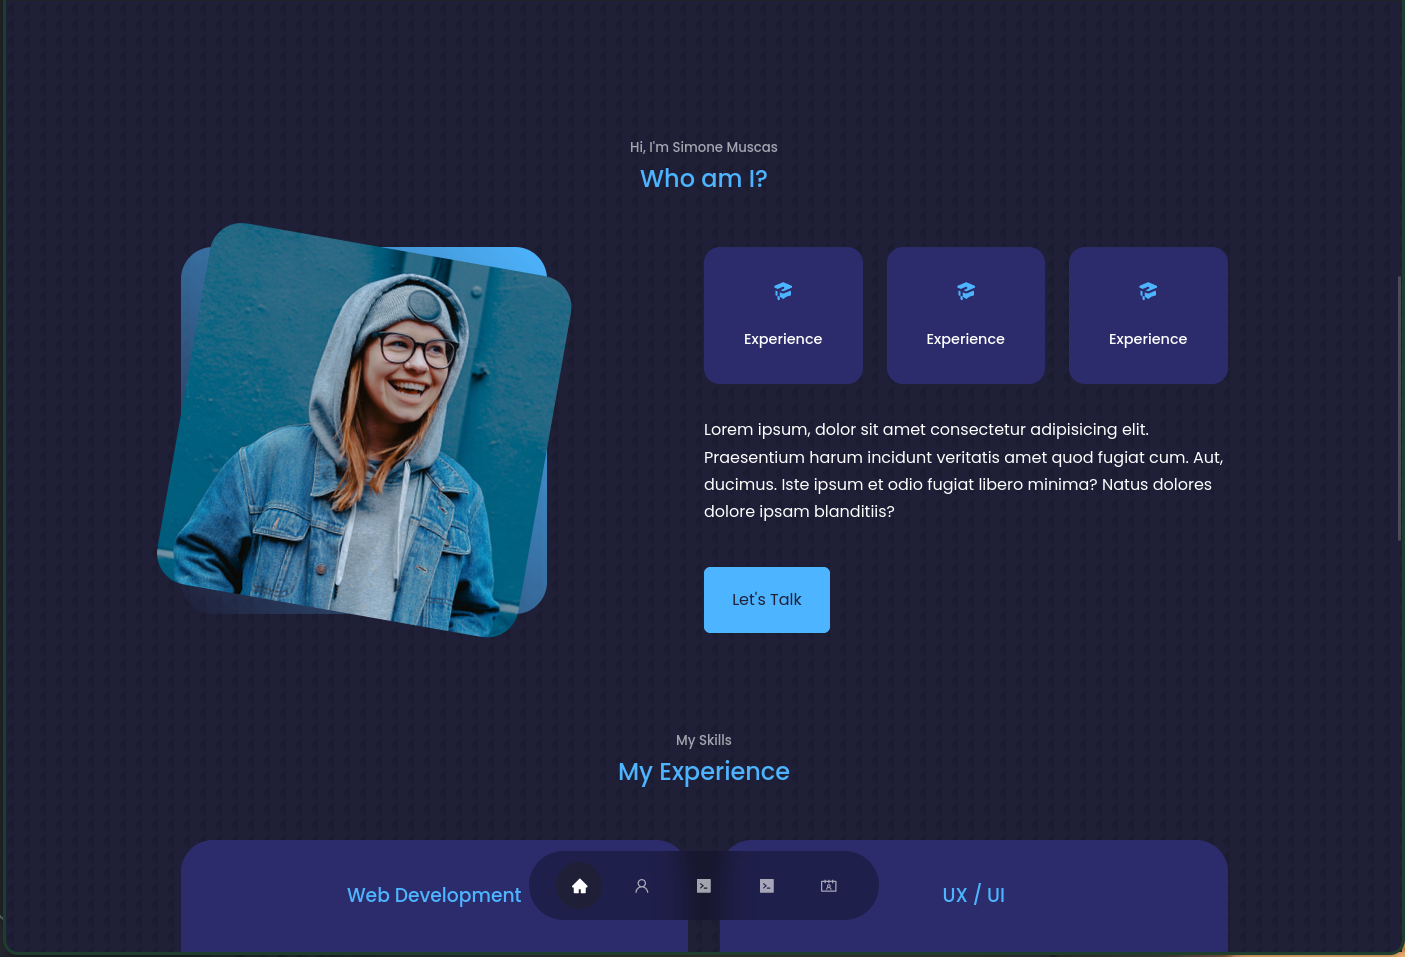 Hi, I'm Simone Muscas
Who am I?
Experience
Experience
Experience
Lorem ipsum, dolor sit amet consectetur adipisicing elit.
Praesentium harum incidunt veritatis amet quod fugiat cum. Aut,
ducimus. Iste ipsum et odio fugiat libero minima? Natus dolores
dolore ipsam blanditiis?
Let's Talk
My Skills
My Experience
Web Development
UX / UI